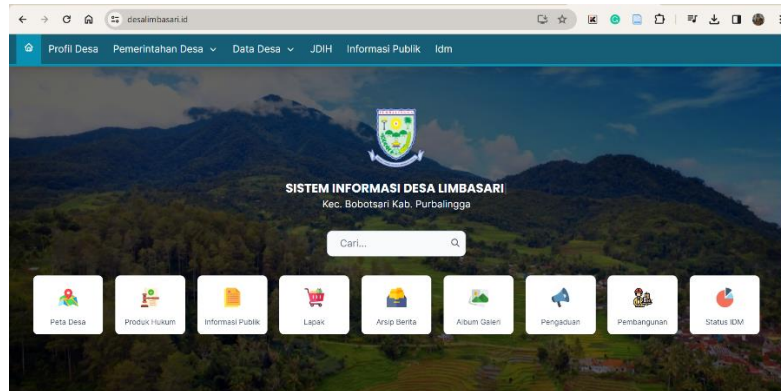 desalimbasari.id
Profil Desa Pemerintahan Desa Data Desa JDIH Informasi Publik Idm
SISTEM INFORMASI DESA LIMBASARI
Kec. Bobotsari Kab. Purbalingga
Cari...
Peta Desa Produk Hukum Informasi Publik Lapak Arsip Berita Album Galeri Pengaduan Pembangunan Status IDM